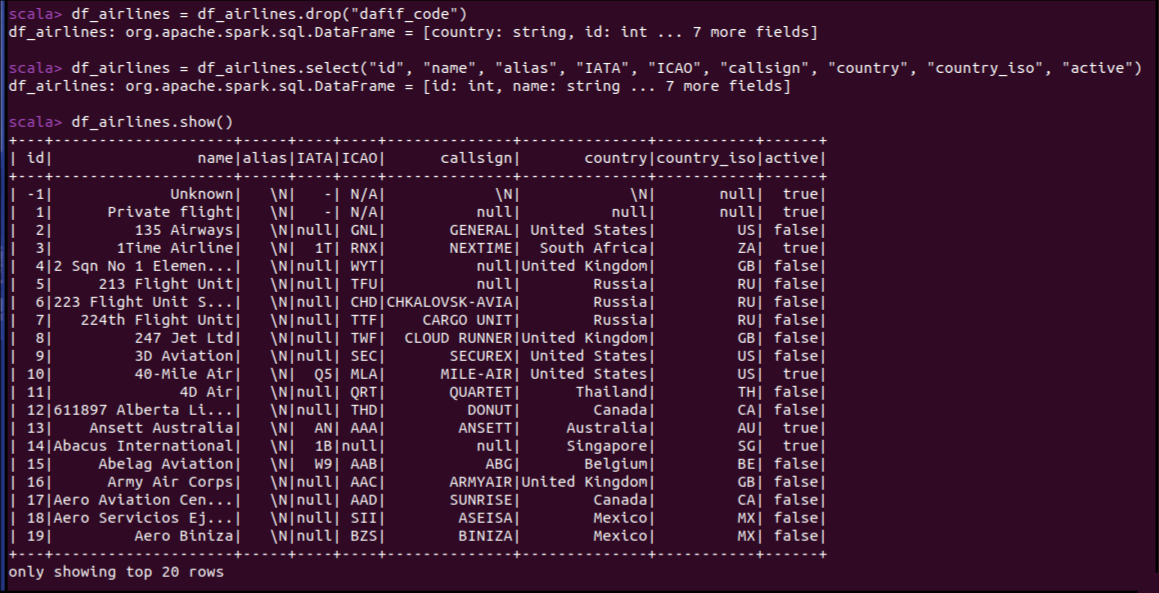 scala> df_airlines = df_airlines.drop("dafif_code")
df_airlines: org.apache.spark.sql.DataFrame = [country: string, id: int ... 7 more fields]
scala> df_airlines = df_airlines.select("id", "name", "alias", "IATA", "ICAO", "callsign", "country", "country_iso", "active")
df_airlines: org.apache.spark.sql.DataFrame = [id: int, name: string ... 7 more fields]
scala> df_airlines.show()
+---+--------------------+-----+----+----+--------------+--------------+-----------+------+
| id|                name|alias|IATA|ICAO|      callsign|       country|country_iso|active|
+---+--------------------+-----+----+----+--------------+--------------+-----------+------+
| -1|             Unknown|   \N|   -| N/A|            \N|            \N|       null|  true|
|  1|      Private flight|   \N|   -| N/A|          null|          null|       null|  true|
|  2|         135 Airways|   \N|null| GNL|       GENERAL| United States|         US| false|
|  3|       1Time Airline|   \N|  1T| RNX|      NEXTIME|  South Africa|         ZA|  true|
|  4|2 Sqn No 1 Elemen...|   \N|null| WYT|          null|United Kingdom|         GB| false|
|  5|     213 Flight Unit|   \N|null| TFU|          null|        Russia|         RU| false|
|  6|223 Flight Unit S...|   \N|null| CHD|CHKALOVSK-AVIA|        Russia|         RU| false|
|  7|   224th Flight Unit|   \N|null| TTF|    CARGO UNIT|        Russia|         RU| false|
|  8|         247 Jet Ltd|   \N|null| TWF|  CLOUD RUNNER|United Kingdom|         GB| false|
|  9|         3D Aviation|   \N|null| SEC|       SECUREX| United States|         US| false|
| 10|         40-Mile Air|   \N|  Q5| MLA|      MILE-AIR| United States|         US|  true|
| 11|              4D Air|   \N|null| QRT|       QUARTET|      Thailand|         TH| false|
| 12|611897 Alberta Li...|   \N|null| THD|         DONUT|        Canada|         CA| false|
| 13|    Ansett Australia|   \N|  AN| AAA|        ANSETT|     Australia|         AU|  true|
| 14|Abacus International|   \N|  1B|null|          null|     Singapore|         SG|  true|
| 15|      Abelag Aviation|   \N|  W9| AAB|           ABG|       Belgium|         BE| false|
| 16|     Army Air Corps|   \N|null| AAC|       ARMYAIR|United Kingdom|         GB| false|
| 17|Aero Aviation Cen...|   \N|null| AAD|       SUNRISE|        Canada|         CA| false|
| 18|Aero Servicios Ej...|   \N|null| SII|        ASEISA|        Mexico|         MX| false|
| 19|         Aero Biniza|   \N|null| BZS|        BINIZA|        Mexico|         MX| false|
+---+--------------------+-----+----+----+--------------+--------------+-----------+------+
only showing top 20 rows